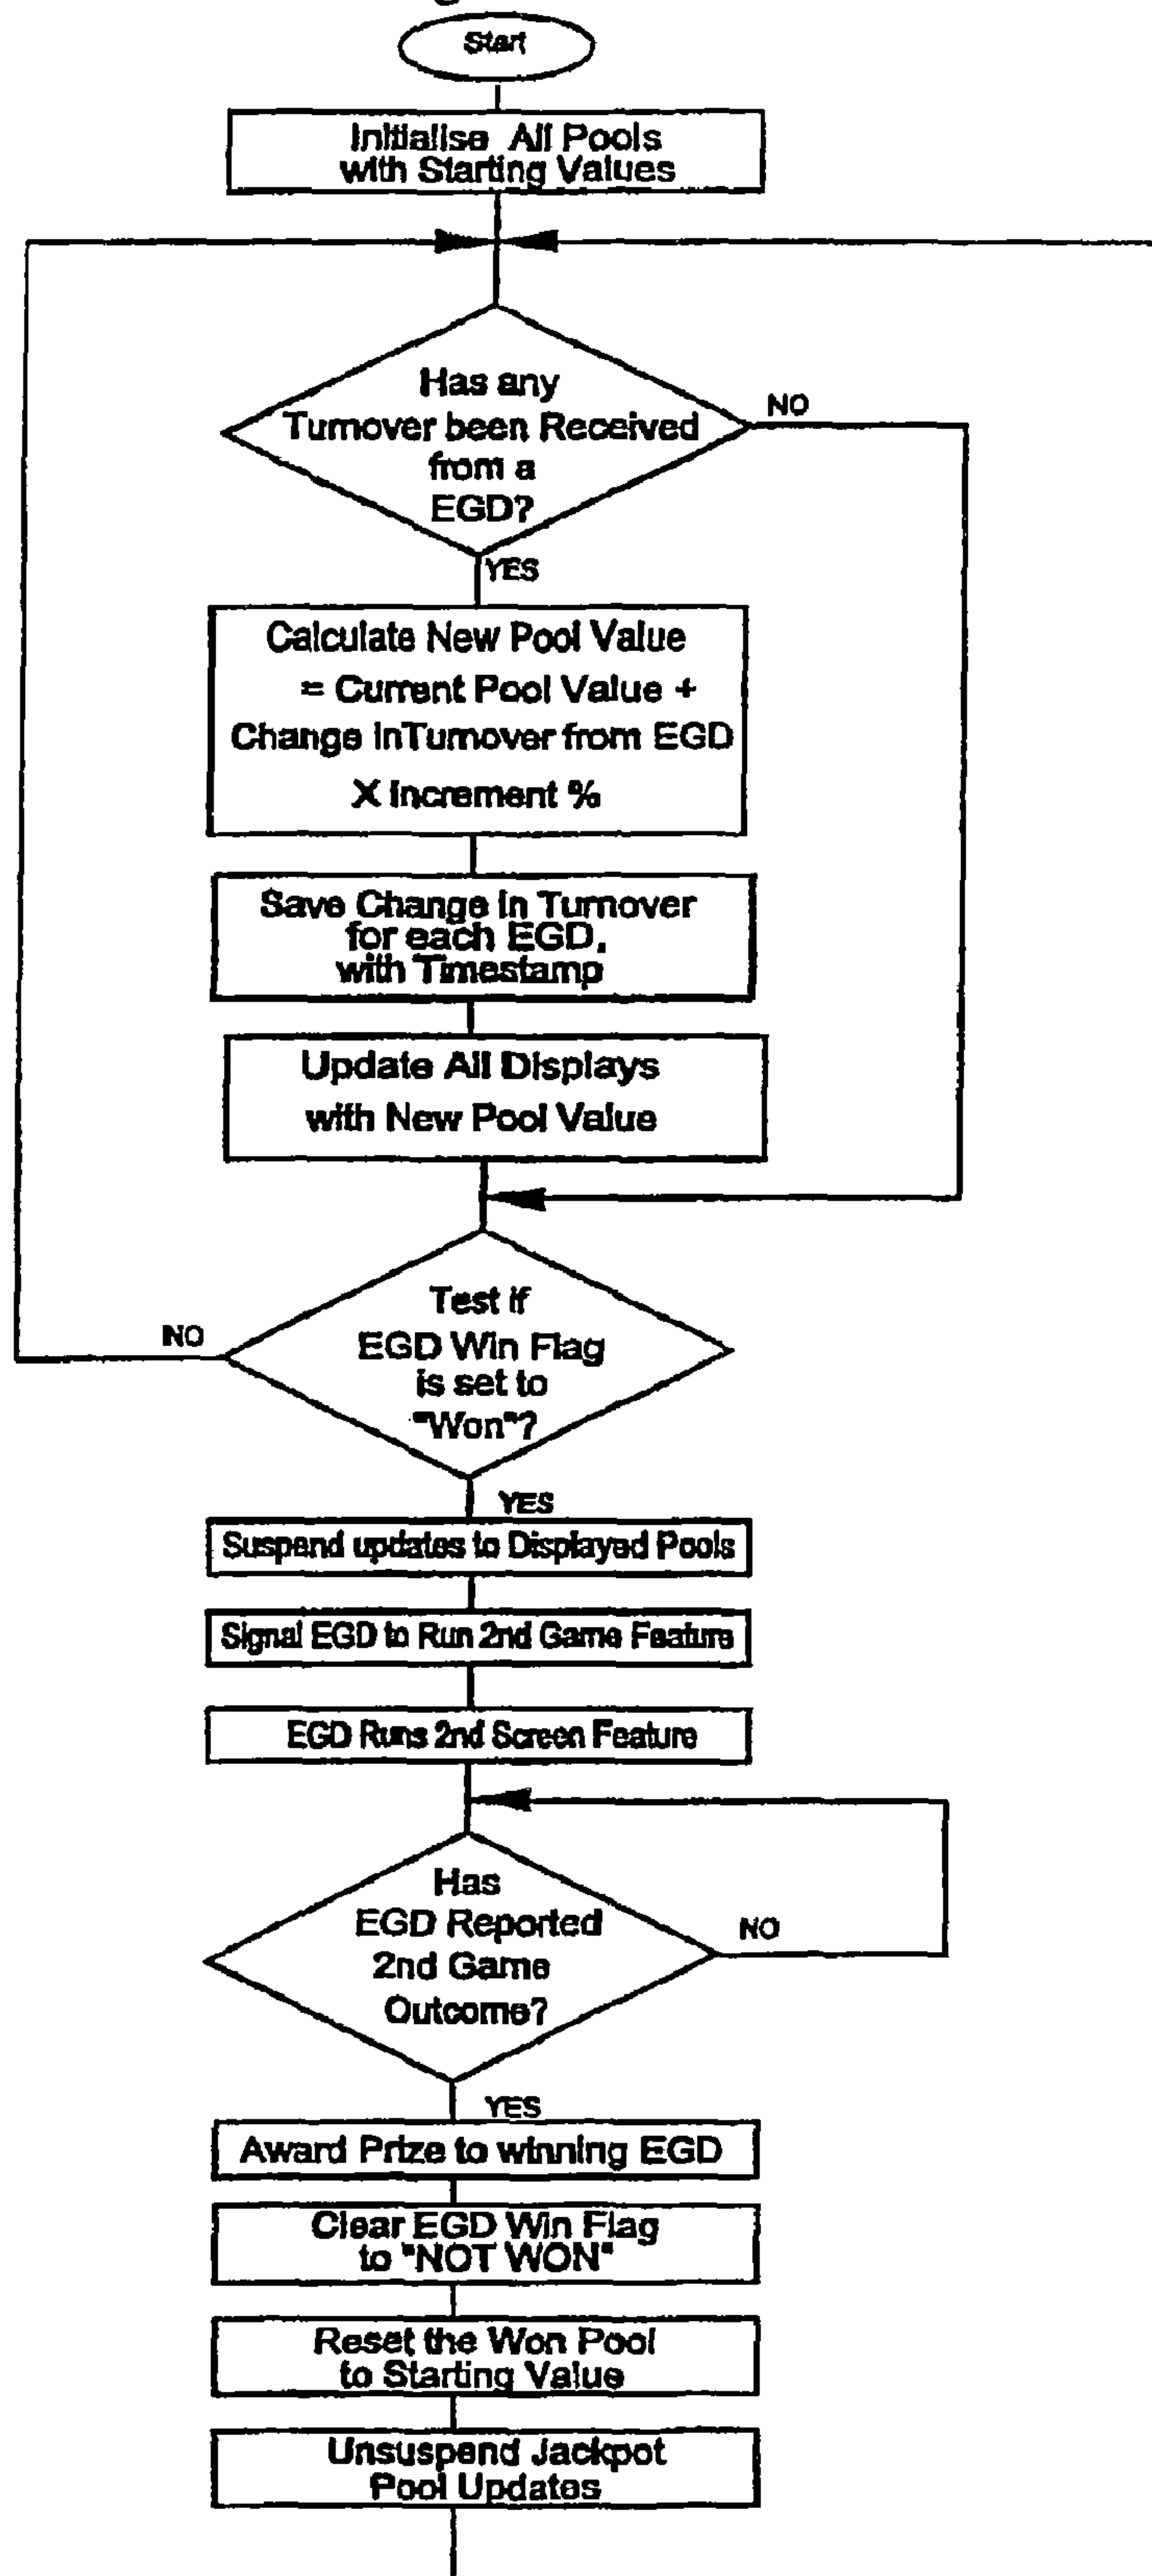 Start
Initialise All Pools
with Starting Values
Has any
Turnover been Received
from a
EGD?
NO
YES
Calculate New Pool Value
= Current Pool Value +
Change inTurnover from EGD
X Increment %
Save Change in Turnover
for each EGD,
with Timestamp
Update All Displays
with New Pool Value
Test if
EGD Win Flag
is set to
"Won"?
NO
YES
Suspend updates to Displayed Pools
Signal EGD to Run 2nd Game Feature
EGD Runs 2nd Screen Feature
Has
EGD Reported
2nd Game
Outcome?
NO
YES
Award Prize to winning EGD
Clear EGD Win Flag
to "NOT WON"
Reset the Won Pool
to Starting Value
Unsuspend Jackpot
Pool Updates